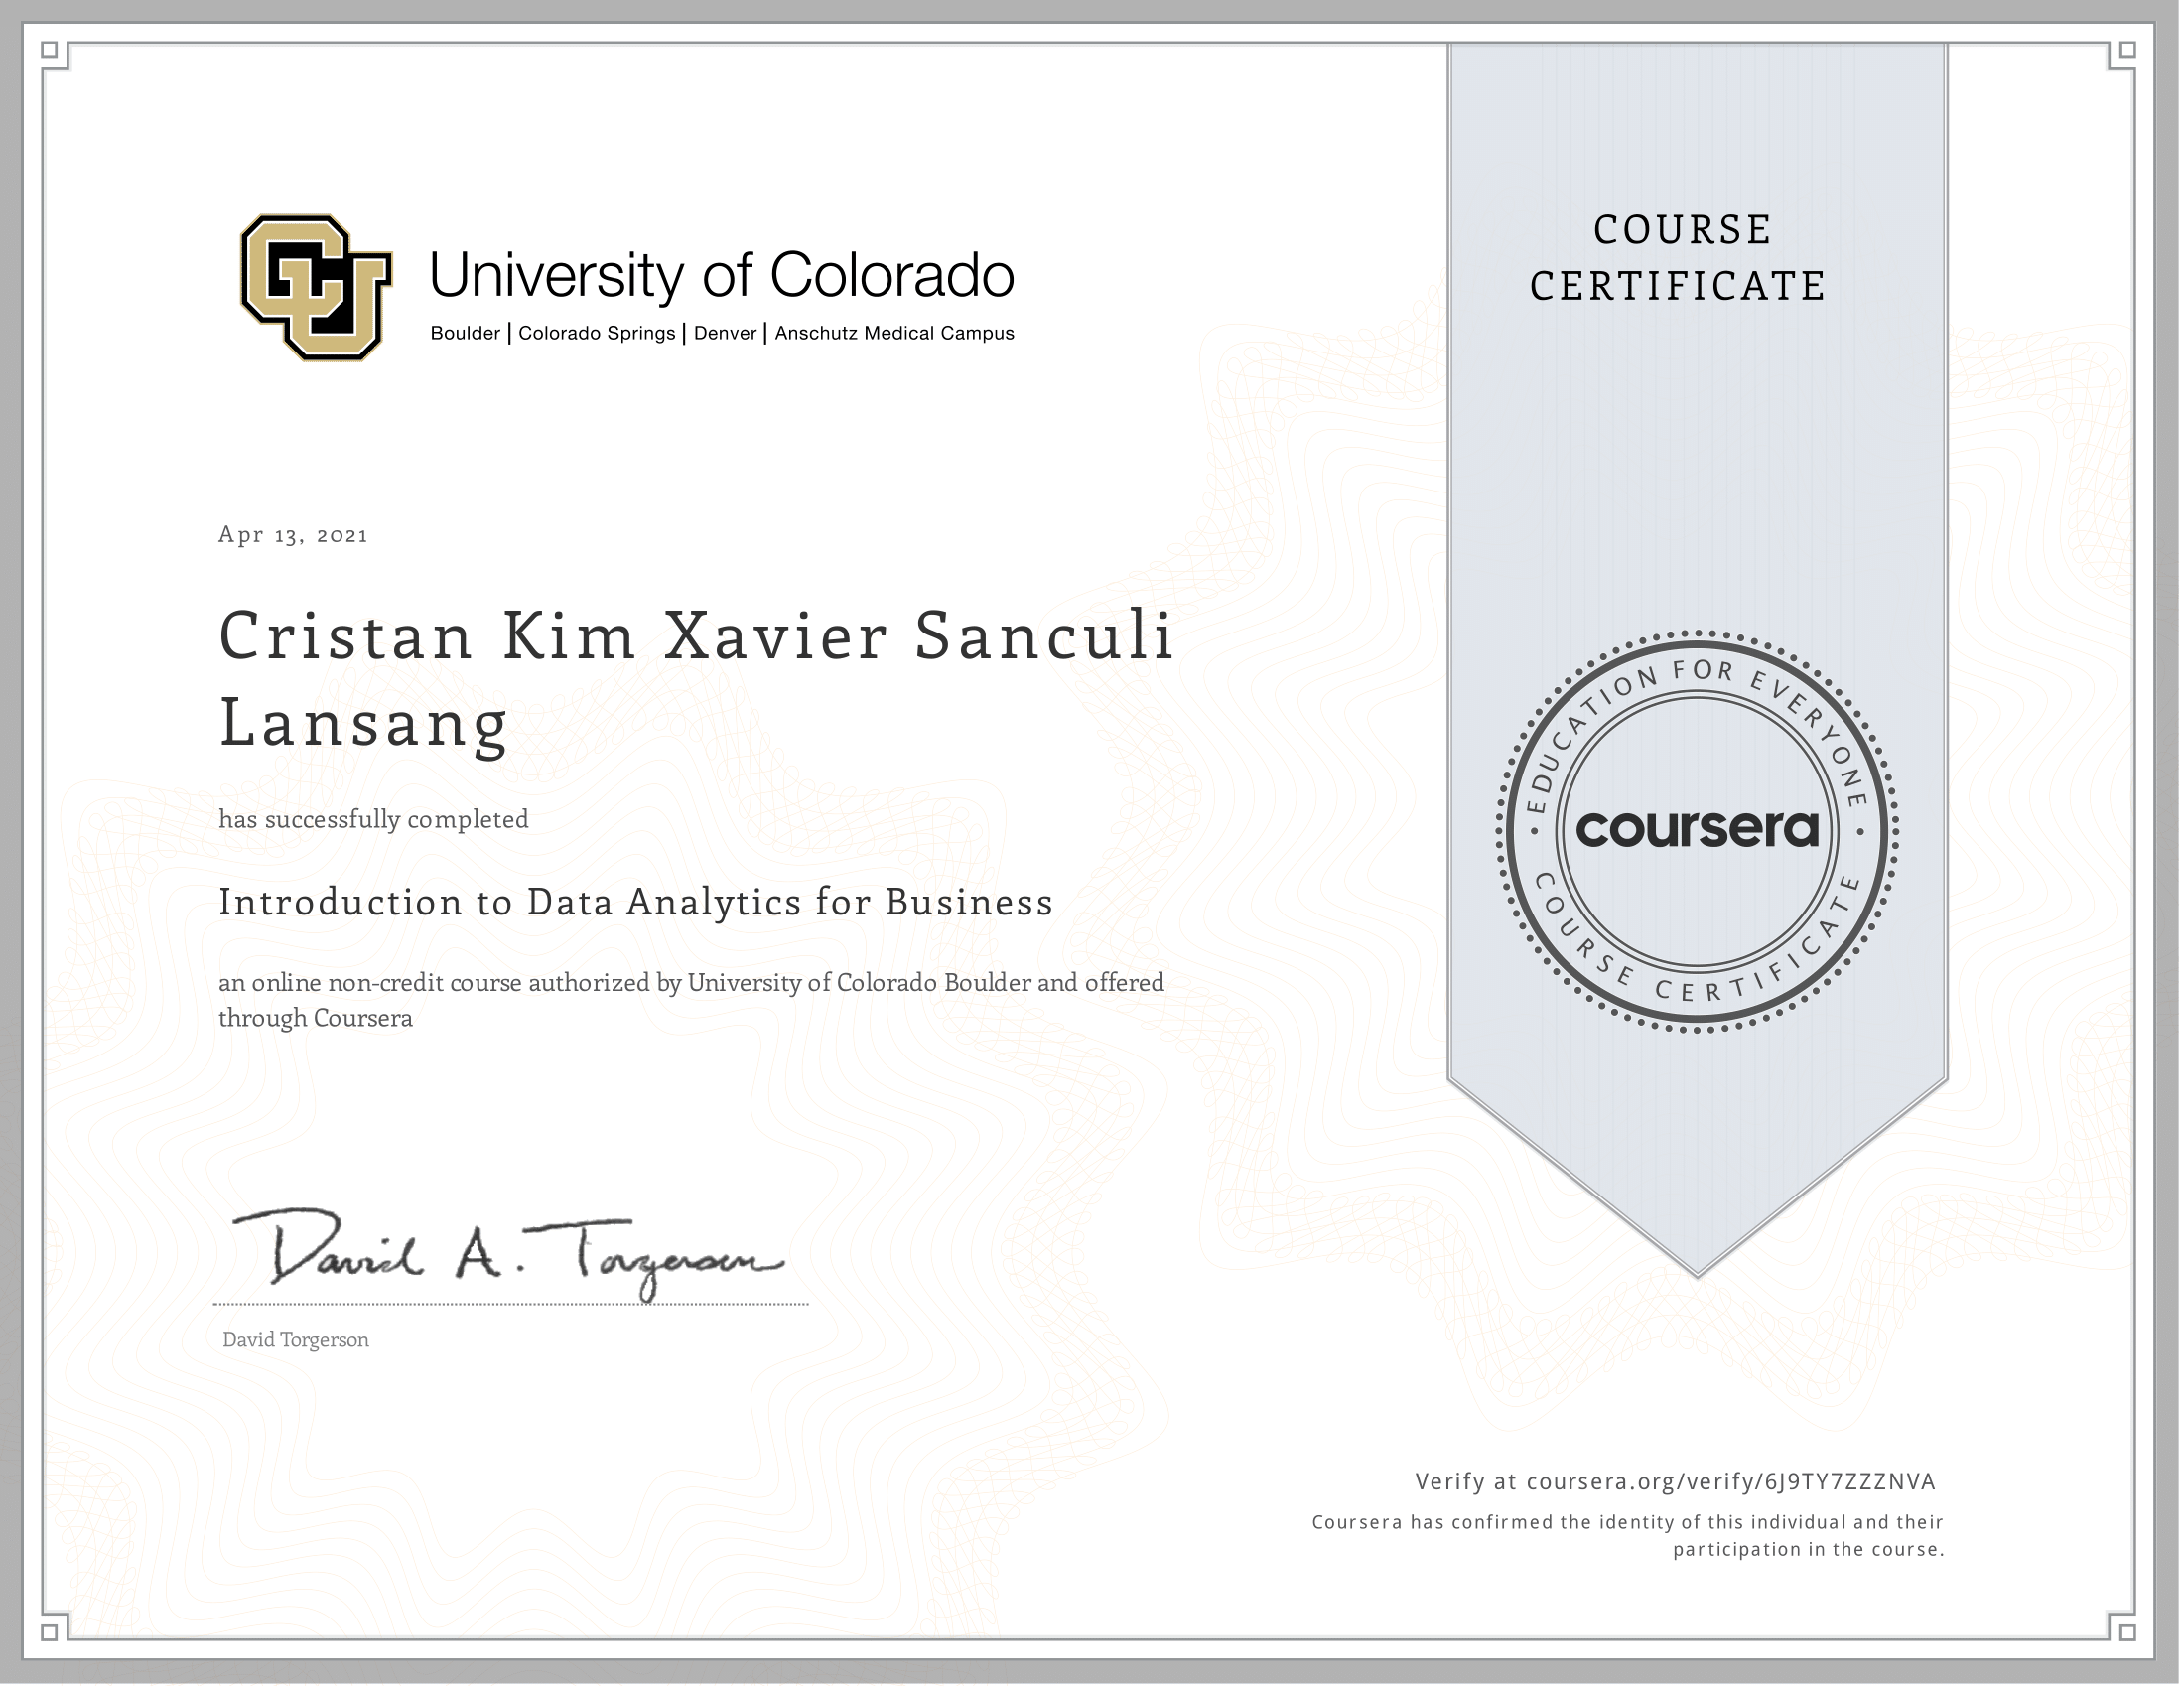 University of Colorado
Boulder | Colorado Springs | Denver | Anschutz Medical Campus
COURSE
CERTIFICATE
Apr 13, 2021
Cristan Kim Xavier Sanculi
Lansang
has successfully completed
Introduction to Data Analytics for Business
an online non-credit course authorized by University of Colorado Boulder and offered
through Coursera
EDUCATION FOR EVERYONE
coursera
COURSE CERTIFICATE
David A. Torgerson
David Torgerson
Verify at coursera.org/verify/6J9TY7ZZZNVA
Coursera has confirmed the identity of this individual and their
participation in the course.